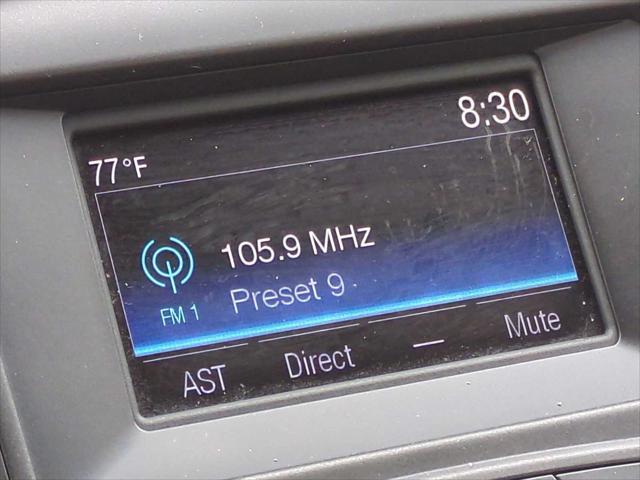 8:30
77°F
105.9 MHz
Preset 9
FM 1
AST Direct — Mute